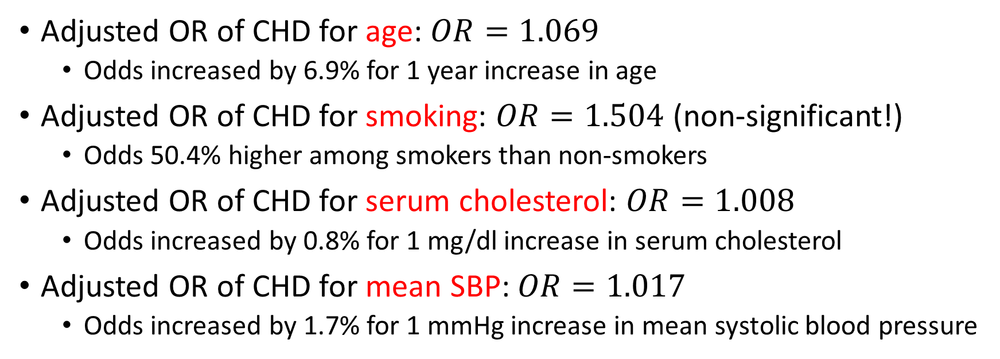 • Adjusted OR of CHD for age: OR = 1.069
• Odds increased by 6.9% for 1 year increase in age
• Adjusted OR of CHD for smoking: OR = 1.504 (non-significant!)
• Odds 50.4% higher among smokers than non-smokers
• Adjusted OR of CHD for serum cholesterol: OR = 1.008
• Odds increased by 0.8% for 1 mg/dl increase in serum cholesterol
• Adjusted OR of CHD for mean SBP: OR = 1.017
• Odds increased by 1.7% for 1 mmHg increase in mean systolic blood pressure